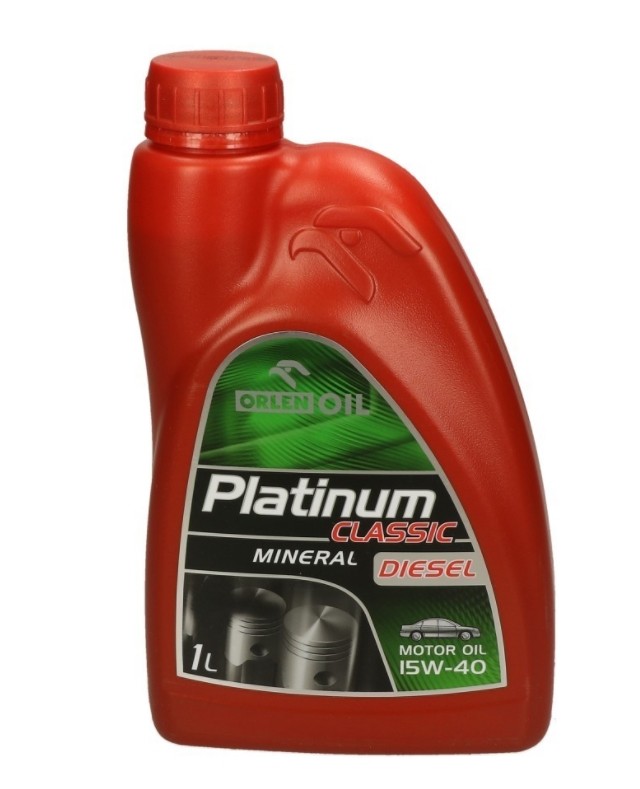 ORLEN OIL
Platinum
CLASSIC
MINERAL
DIESEL
MOTOR OIL
15W-40
1L